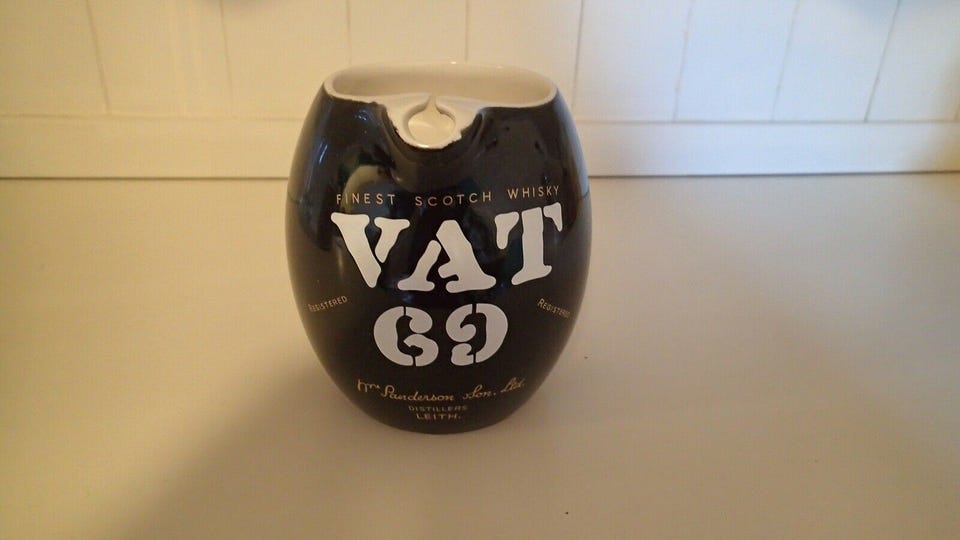 FINEST SCOTCH WHISKY
VAT
REGISTERED
REGISTERED
69
Wm Sanderson Son, Ltd.
DISTILLERS
LEITH.